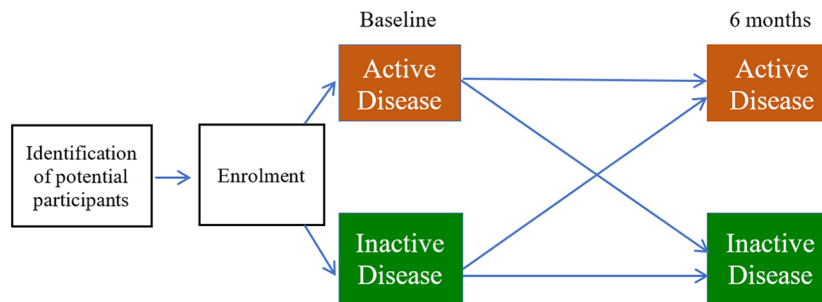 Baseline
6 months
Active
Disease
Active
Disease
Identification
of potential
participants
Enrolment
Inactive
Disease
Inactive
Disease